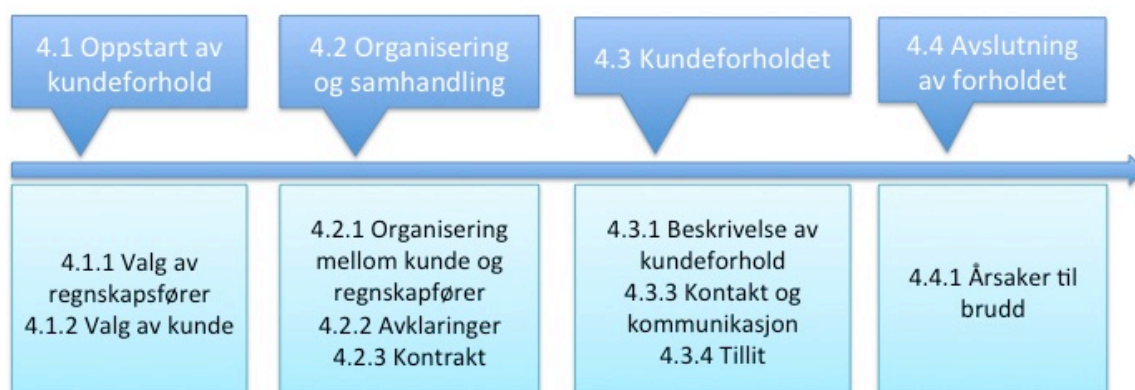 4.1 Oppstart av
kundeforhold
4.2 Organisering
og samhandling
4.3 Kundeforholdet
4.4 Avslutning
av forholdet
4.1.1 Valg av
regnskapsfører
4.1.2 Valg av kunde
4.2.1 Organisering
mellom kunde og
regnskapfører
4.2.2 Avklaringer
4.2.3 Kontrakt
4.3.1 Beskrivelse av
kundeforhold
4.3.3 Kontakt og
kommunikasjon
4.3.4 Tillit
4.4.1 Årsaker til
brudd